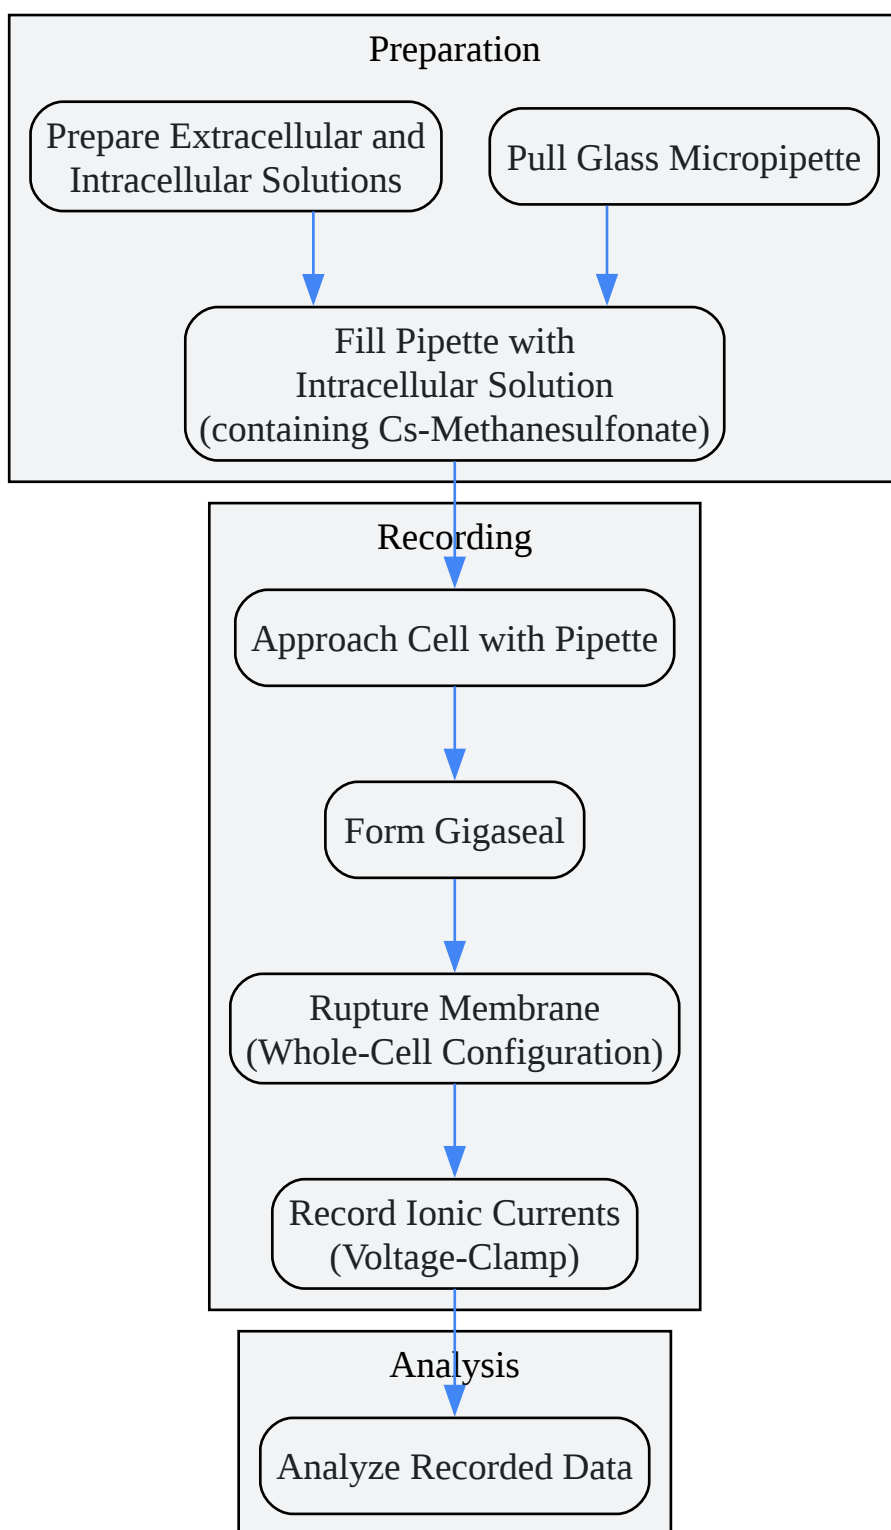 Preparation
Prepare Extracellular and
Intracellular Solutions
Pull Glass Micropipette
Fill Pipette with
Intracellular Solution
(containing Cs-Methanesulfonate)
Recording
Approach Cell with Pipette
Form Gigaseal
Rupture Membrane
(Whole-Cell Configuration)
Record Ionic Currents
(Voltage-Clamp)
Analysis
Analyze Recorded Data